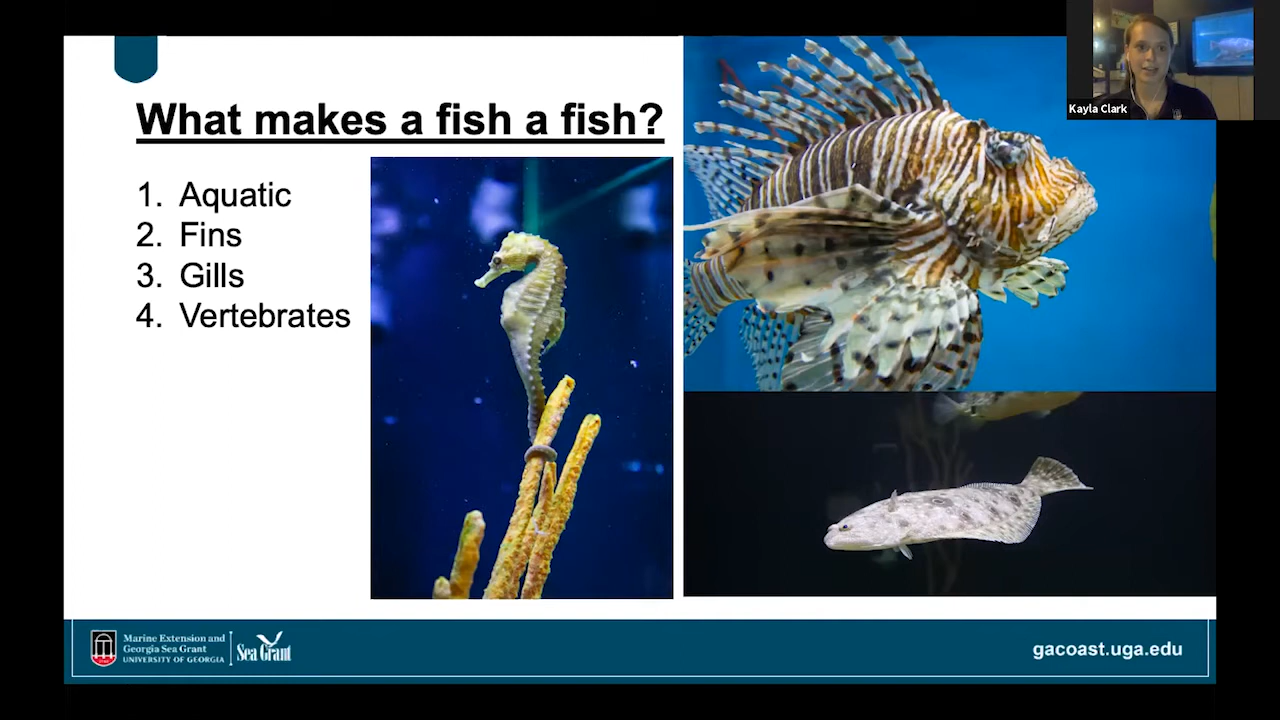 What makes a fish a fish?
1. Aquatic
2. Fins
3. Gills
4. Vertebrates
Kayla Clark
Marine Extension and
Georgia Sea Grant
UNIVERSITY OF GEORGIA
Sea Grant
gacoast.uga.edu